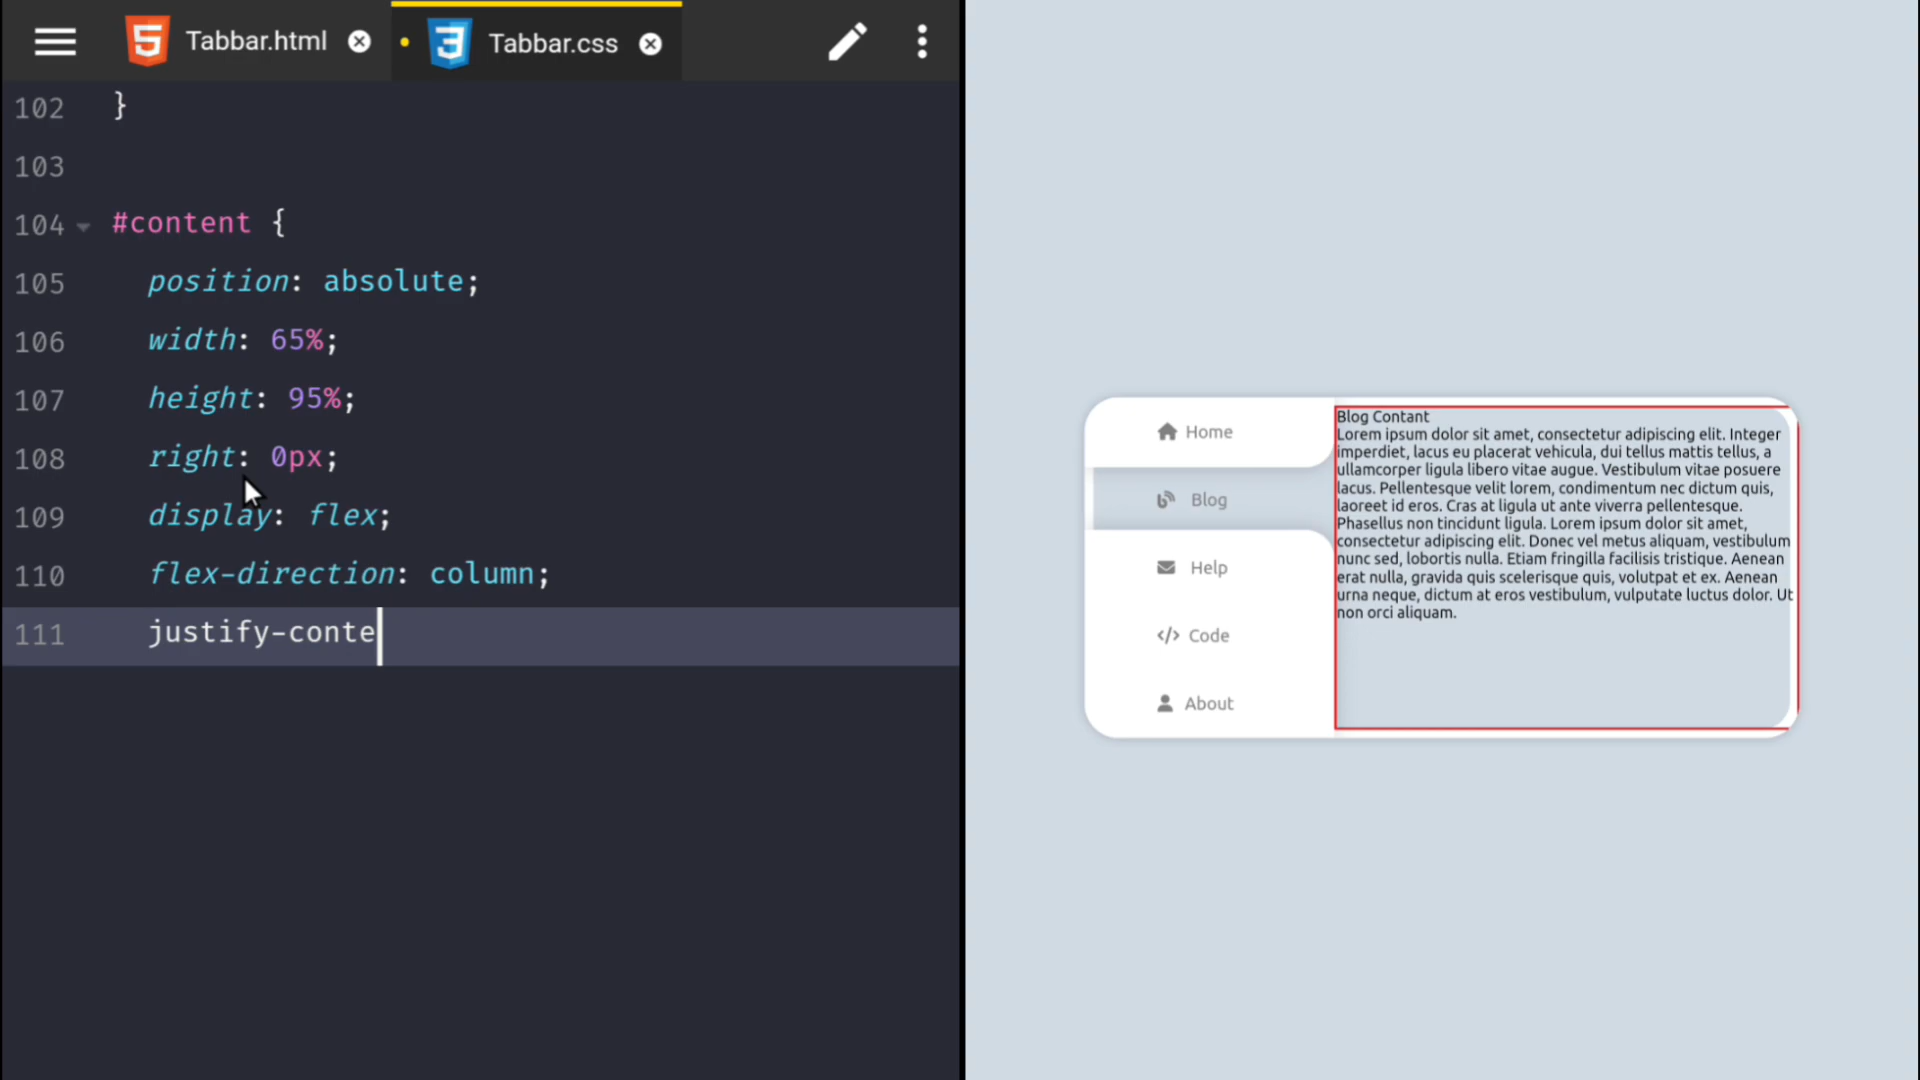 Tabbar.html
Tabbar.css
102 }
103
104 #content {
105 position: absolute;
106 width: 65%;
107 height: 95%;
108 right: 0px;
109 display: flex;
110 flex-direction: column;
111 justify-conte
Home
Blog
Help
Code
About
Blog Contant
Lorem ipsum dolor sit amet, consectetur adipiscing elit. Integer
imperdiet, lacus eu placerat vehicula, dui tellus mattis tellus, a
ullamcorper ligula libero vitae augue. Vestibulum vitae posuere
lacus. Pellentesque velit lorem, condimentum nec dictum quis,
laoreet id eros. Cras at ligula ut ante viverra pellentesque.
Phasellus non tincidunt ligula. Lorem ipsum dolor sit amet,
consectetur adipiscing elit. Donec vel metus aliquam, vestibulum
nunc sed, lobortis nulla. Etiam fringilla facilisis tristique. Aenean
erat nulla, gravida quis scelerisque quis, volutpat et ex. Aenean
urna neque, dictum at eros vestibulum, vulputate luctus dolor. Ut
non orci aliquam.